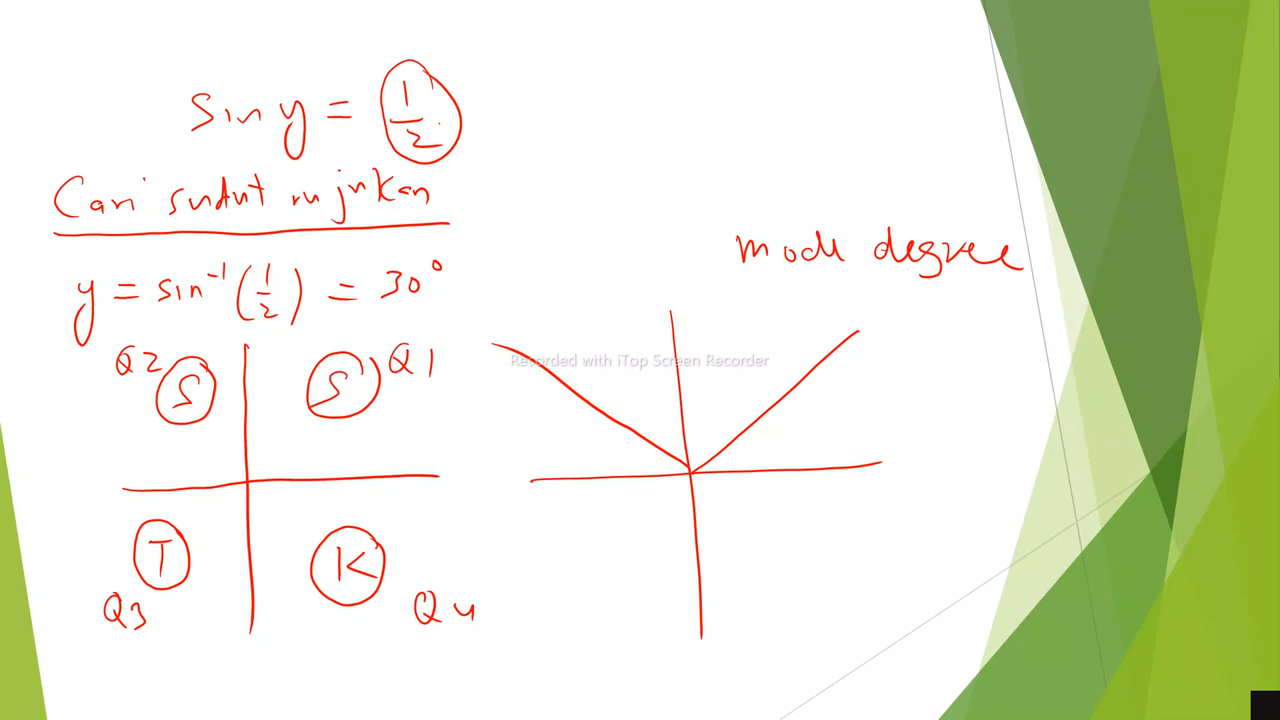 sin y = 1/2
Cari sudut rujukan
y = sin⁻¹(1/2) = 30°
mode degree
Q2 S S Q1
Recorded with iTop Screen Recorder
T K
Q3 Q4